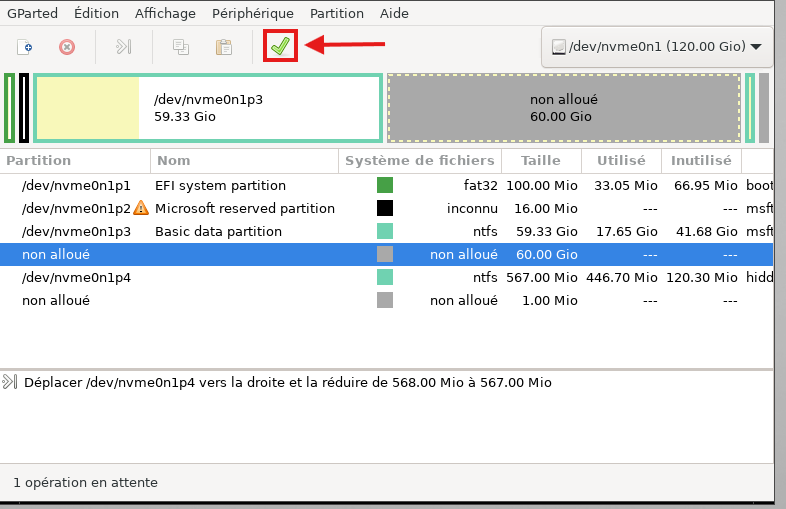 GParted Édition Affichage Périphérique Partition Aide
/dev/nvme0n1 (120.00 Gio)
/dev/nvme0n1p3
59.33 Gio
non alloué
60.00 Gio
Partition Nom Système de fichiers Taille Utilisé Inutilisé
/dev/nvme0n1p1 EFI system partition fat32 100.00 Mio 33.05 Mio 66.95 Mio boot
/dev/nvme0n1p2 Microsoft reserved partition inconnu 16.00 Mio --- --- msft
/dev/nvme0n1p3 Basic data partition ntfs 59.33 Gio 17.65 Gio 41.68 Gio msft
non alloué non alloué 60.00 Gio --- ---
/dev/nvme0n1p4 ntfs 567.00 Mio 446.70 Mio 120.30 Mio hidd
non alloué non alloué 1.00 Mio --- ---
Déplacer /dev/nvme0n1p4 vers la droite et la réduire de 568.00 Mio à 567.00 Mio
1 opération en attente